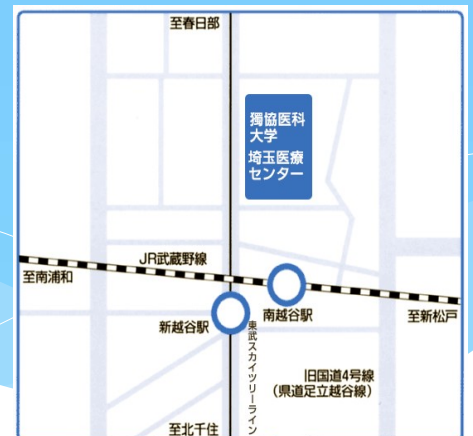 至春日部
獨協医科
大学
埼玉医療
センター
JR武蔵野線
至南浦和
南越谷駅
至新松戸
新越谷駅
東武スカイツリーライン
旧国道4号線
（県道足立越谷線）
至北千住